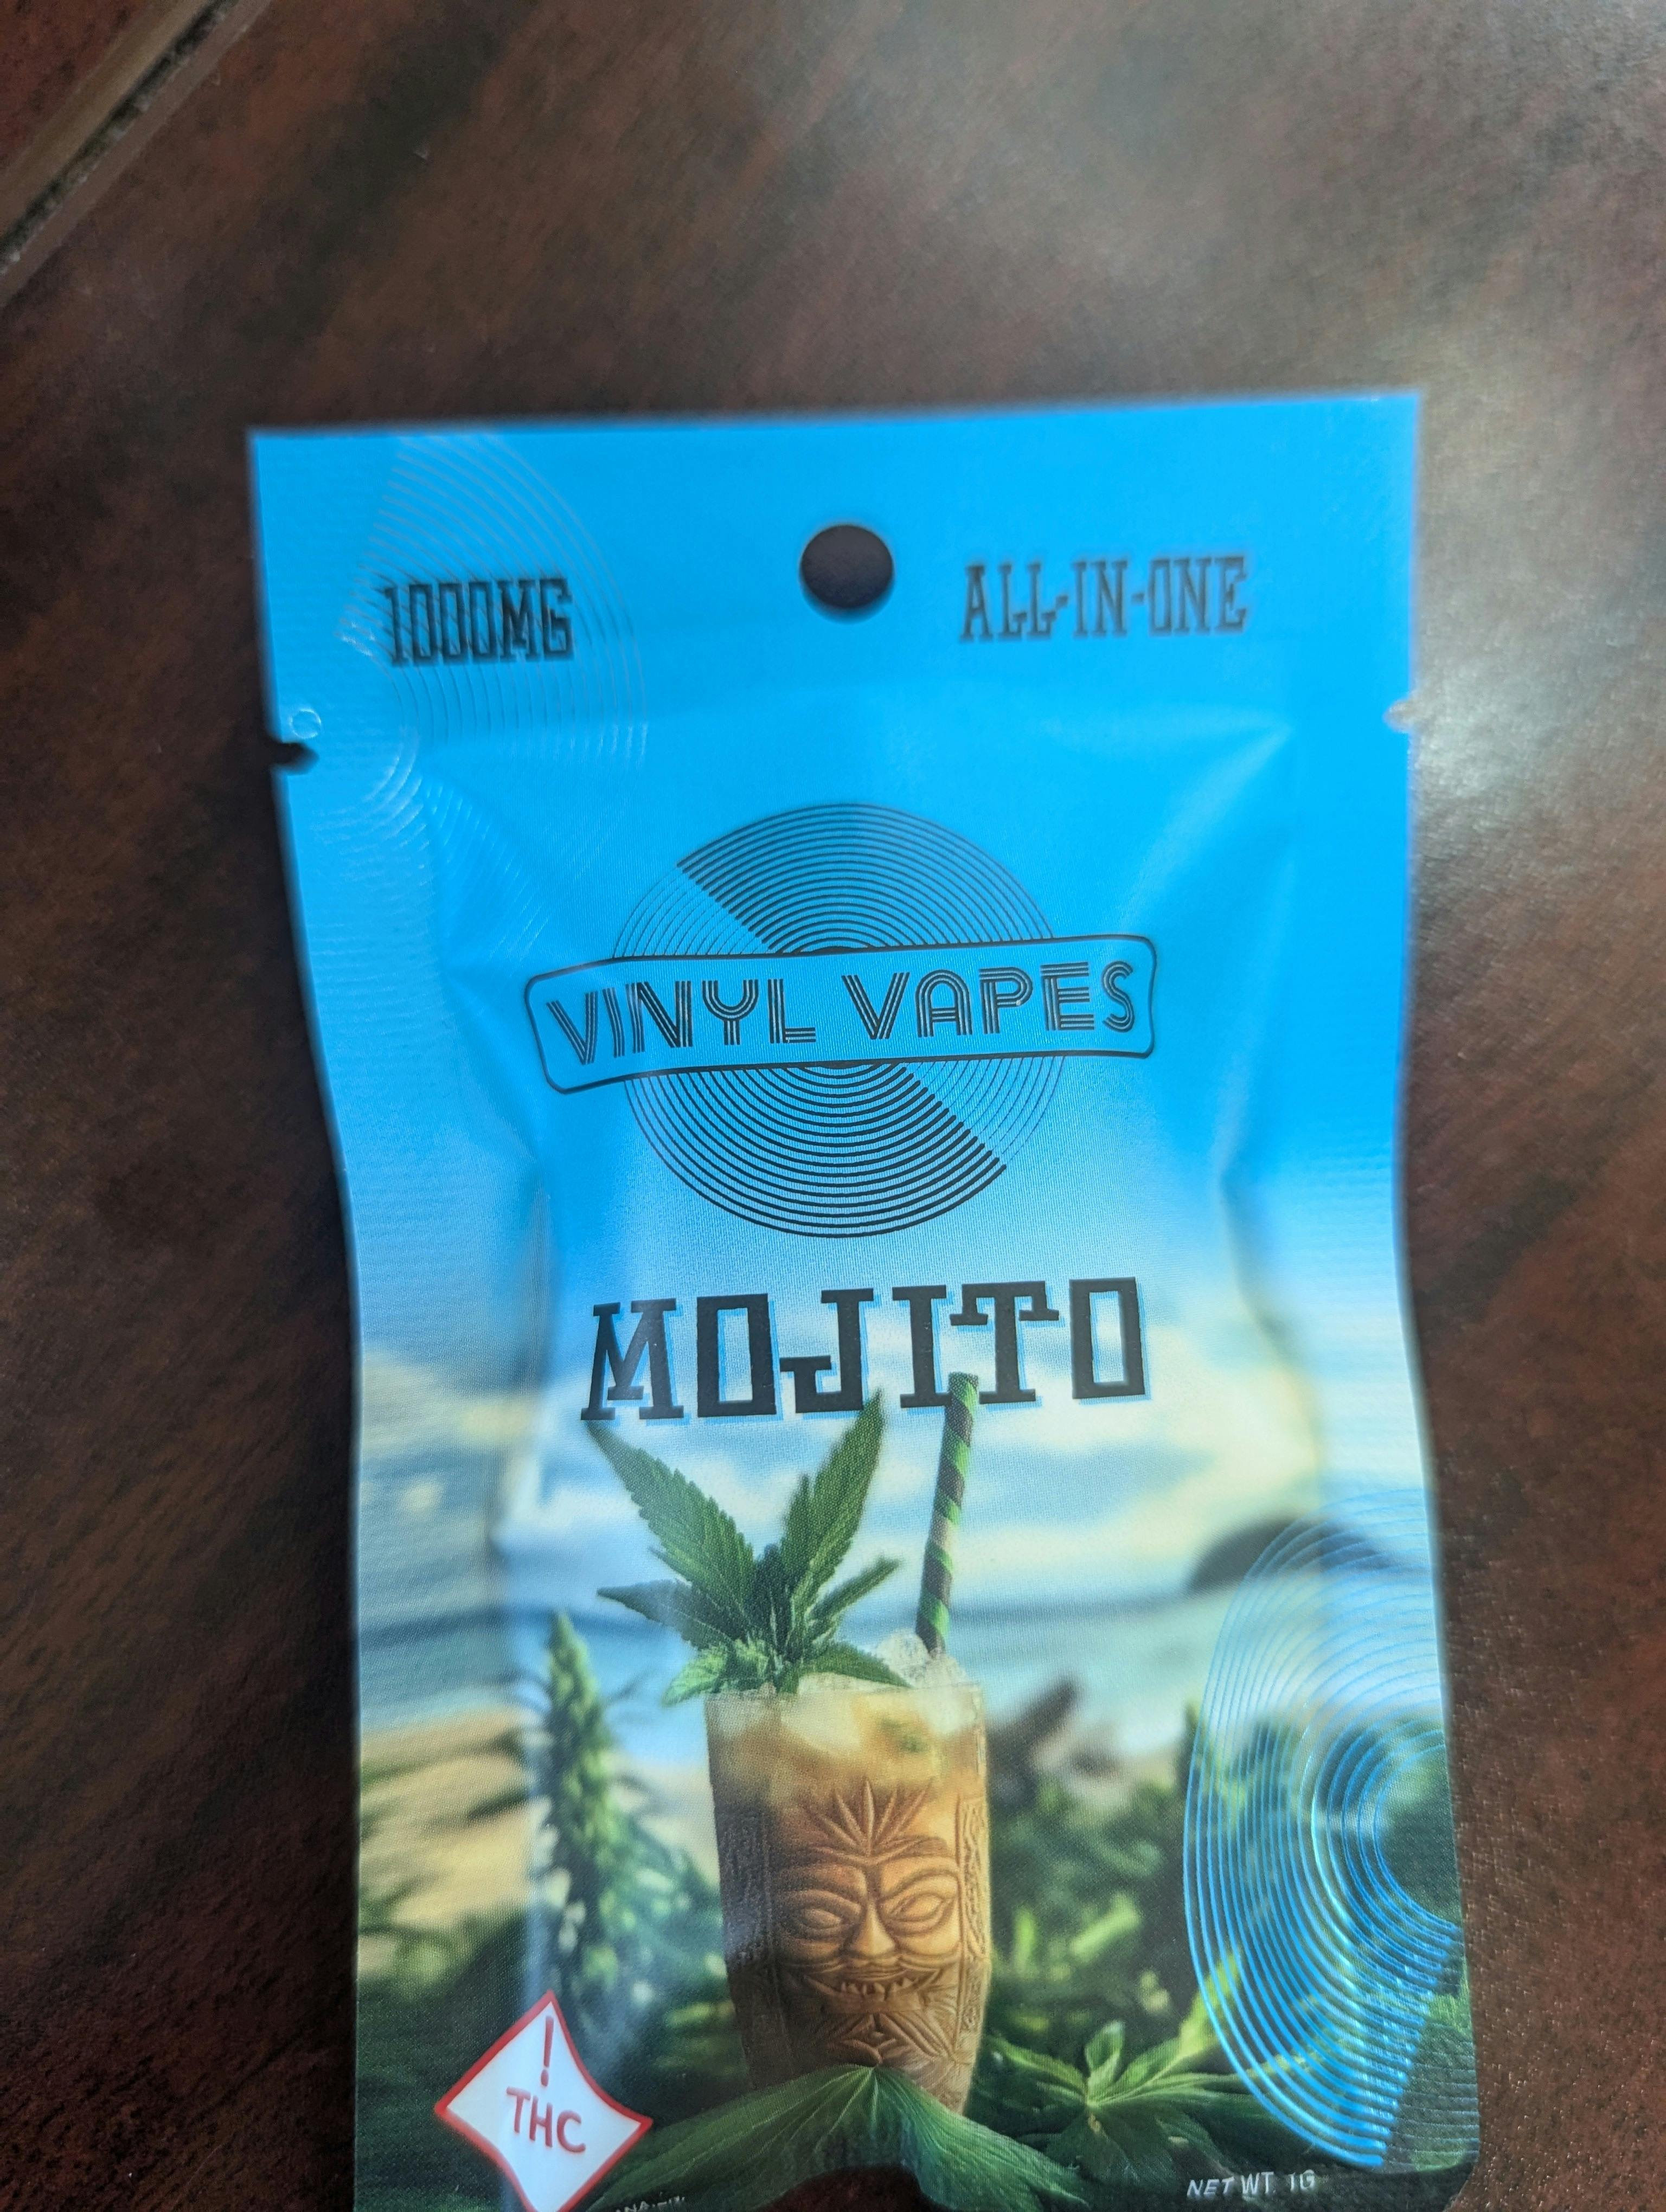 1000MG
ALL-IN-ONE
VINYL VAPES
MOJITO
!
THC
NET WT. 1G